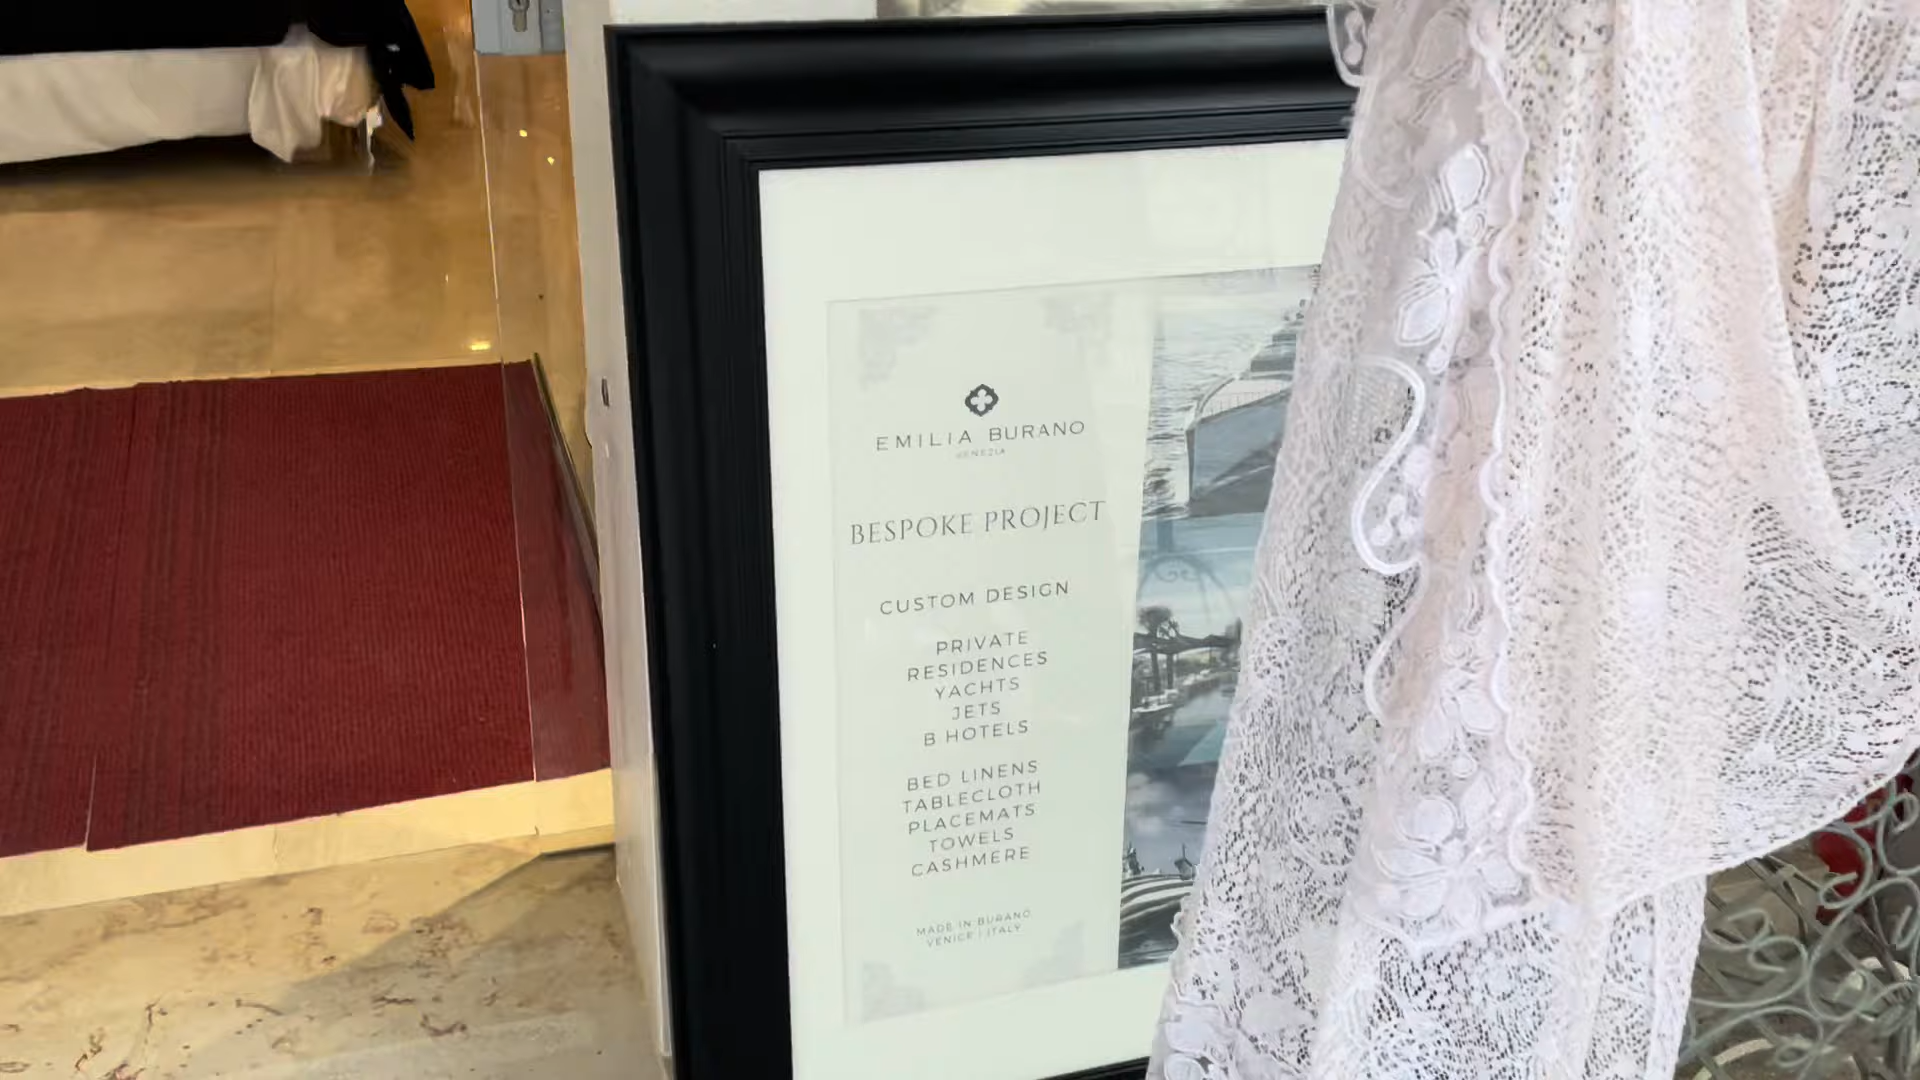 EMILIA BURANO
VENEZIA
BESPOKE PROJECT
CUSTOM DESIGN
PRIVATE
RESIDENCES
YACHTS
JETS
B HOTELS
BED LINENS
TABLECLOTH
PLACEMATS
TOWELS
CASHMERE
MADE IN BURANO
VENICE | ITALY